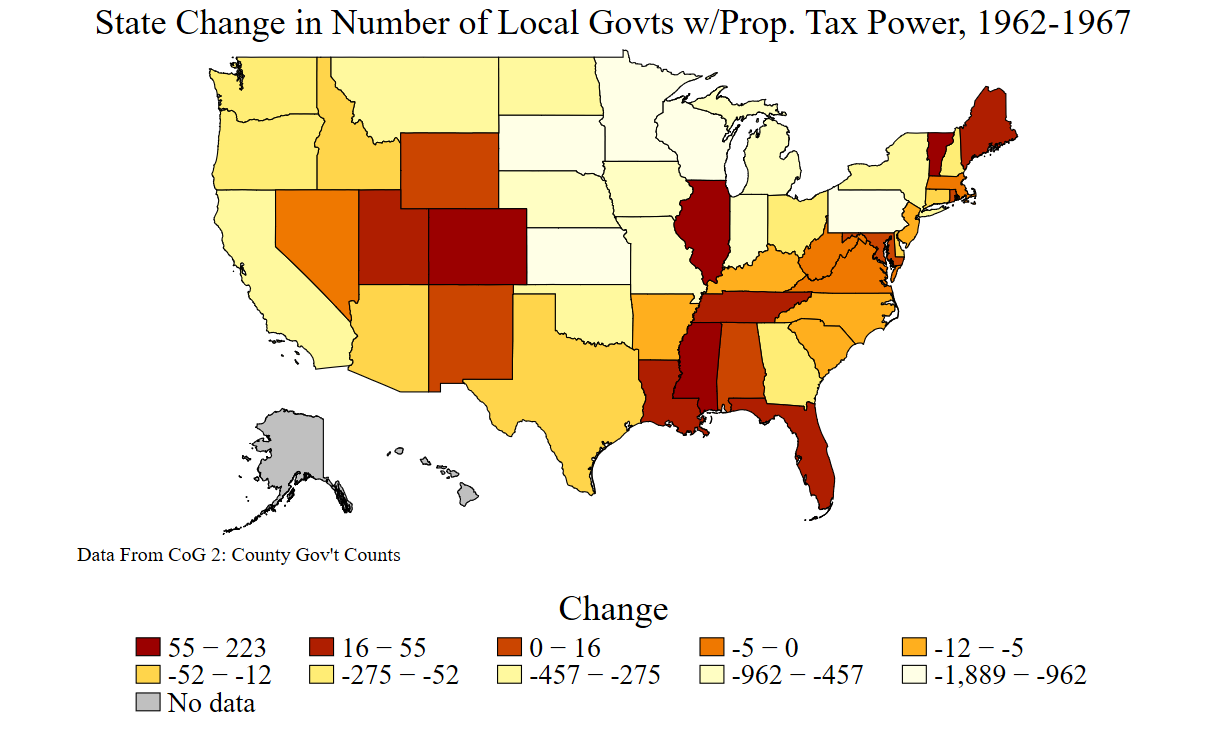 State Change in Number of Local Govts w/Prop. Tax Power, 1962-1967
Data From CoG 2: County Gov't Counts
Change
55 − 223 16 − 55 0 − 16 -5 − 0 -12 − -5
-52 − -12 -275 − -52 -457 − -275 -962 − -457 -1,889 − -962
No data